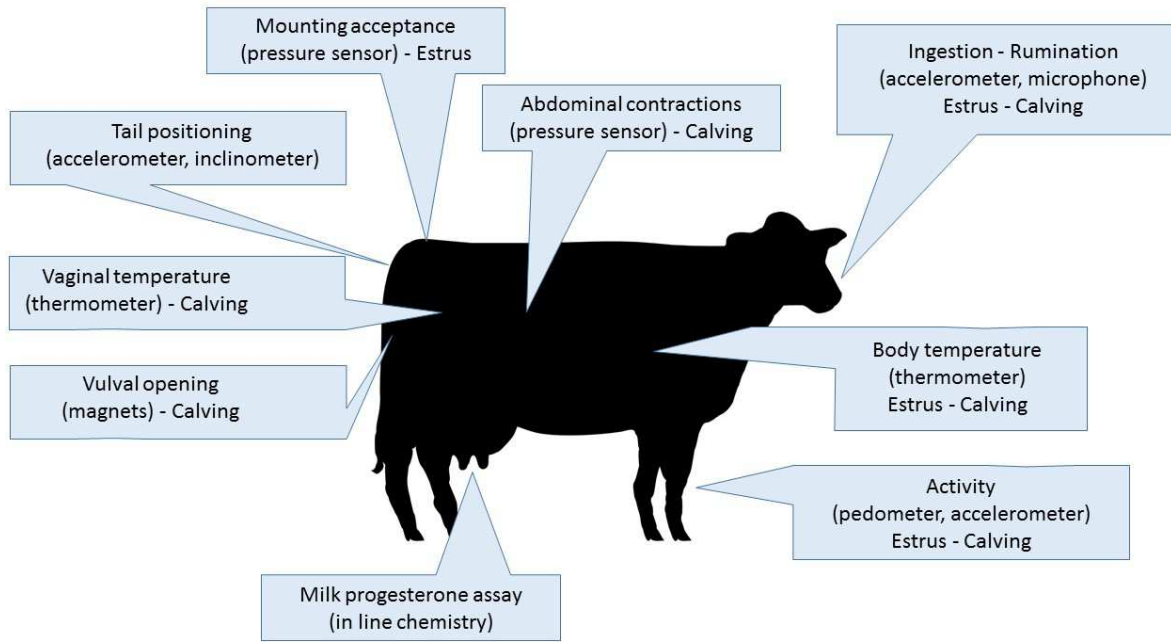 Mounting acceptance
(pressure sensor) - Estrus
Ingestion - Rumination
(accelerometer, microphone)
Estrus - Calving
Abdominal contractions
(pressure sensor) - Calving
Tail positioning
(accelerometer, inclinometer)
Vaginal temperature
(thermometer) - Calving
Body temperature
(thermometer)
Estrus - Calving
Vulval opening
(magnets) - Calving
Activity
(pedometer, accelerometer)
Estrus - Calving
Milk progesterone assay
(in line chemistry)